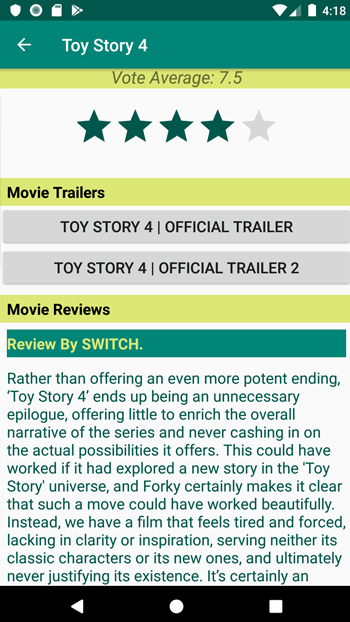 4:18
Toy Story 4
Vote Average: 7.5
Movie Trailers
TOY STORY 4 | OFFICIAL TRAILER
TOY STORY 4 | OFFICIAL TRAILER 2
Movie Reviews
Review By SWITCH.
Rather than offering an even more potent ending,
‘Toy Story 4’ ends up being an unnecessary
epilogue, offering little to enrich the overall
narrative of the series and never cashing in on
the actual possibilities it offers. This could have
worked if it had explored a new story in the 'Toy
Story' universe, and Forky certainly makes it clear
that such a move could have worked beautifully.
Instead, we have a film that feels tired and forced,
lacking in clarity or inspiration, serving neither its
classic characters or its new ones, and ultimately
never justifying its existence. It’s certainly an